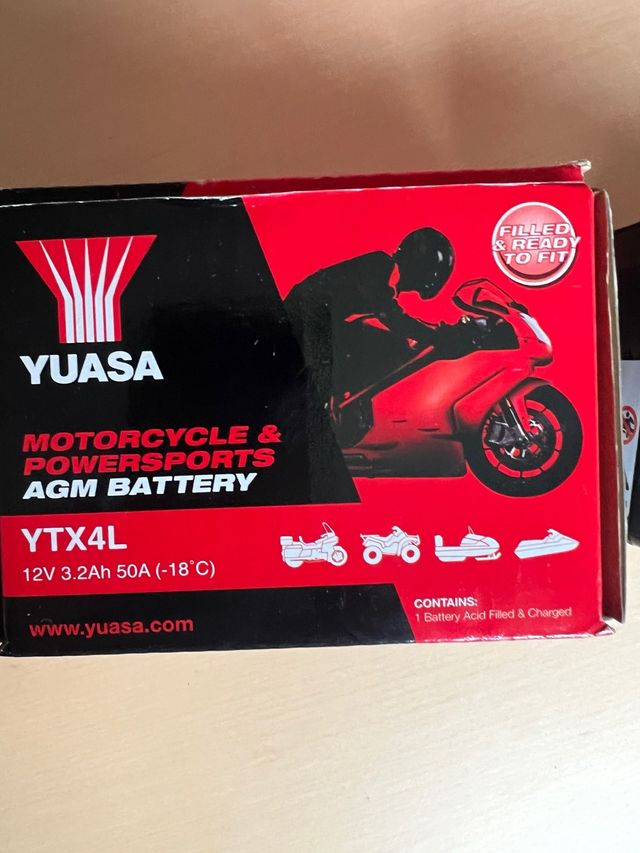 FILLED
& READY
TO FIT
YUASA
MOTORCYCLE &
POWERSPORTS
AGM BATTERY
YTX4L
12V 3.2Ah 50A (-18°C)
www.yuasa.com
CONTAINS:
1 Battery Acid Filled & Charged